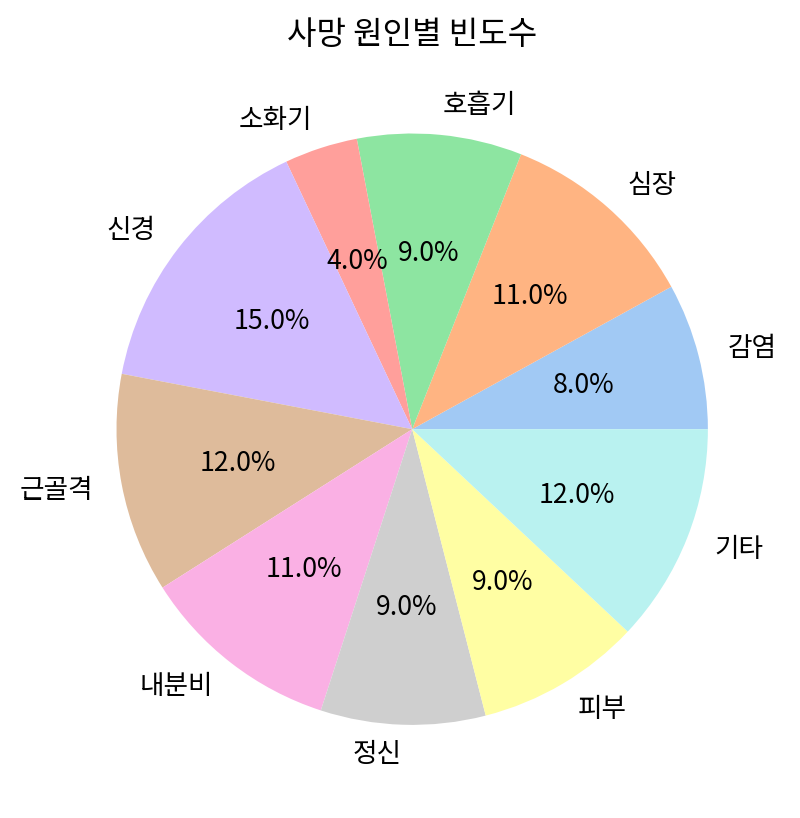 사망 원인별 빈도수
호흡기
소화기
심장
신경
9.0%
4.0%
11.0%
15.0%
감염
8.0%
12.0%
근골격
12.0%
기타
11.0%
9.0%
9.0%
내분비
피부
정신